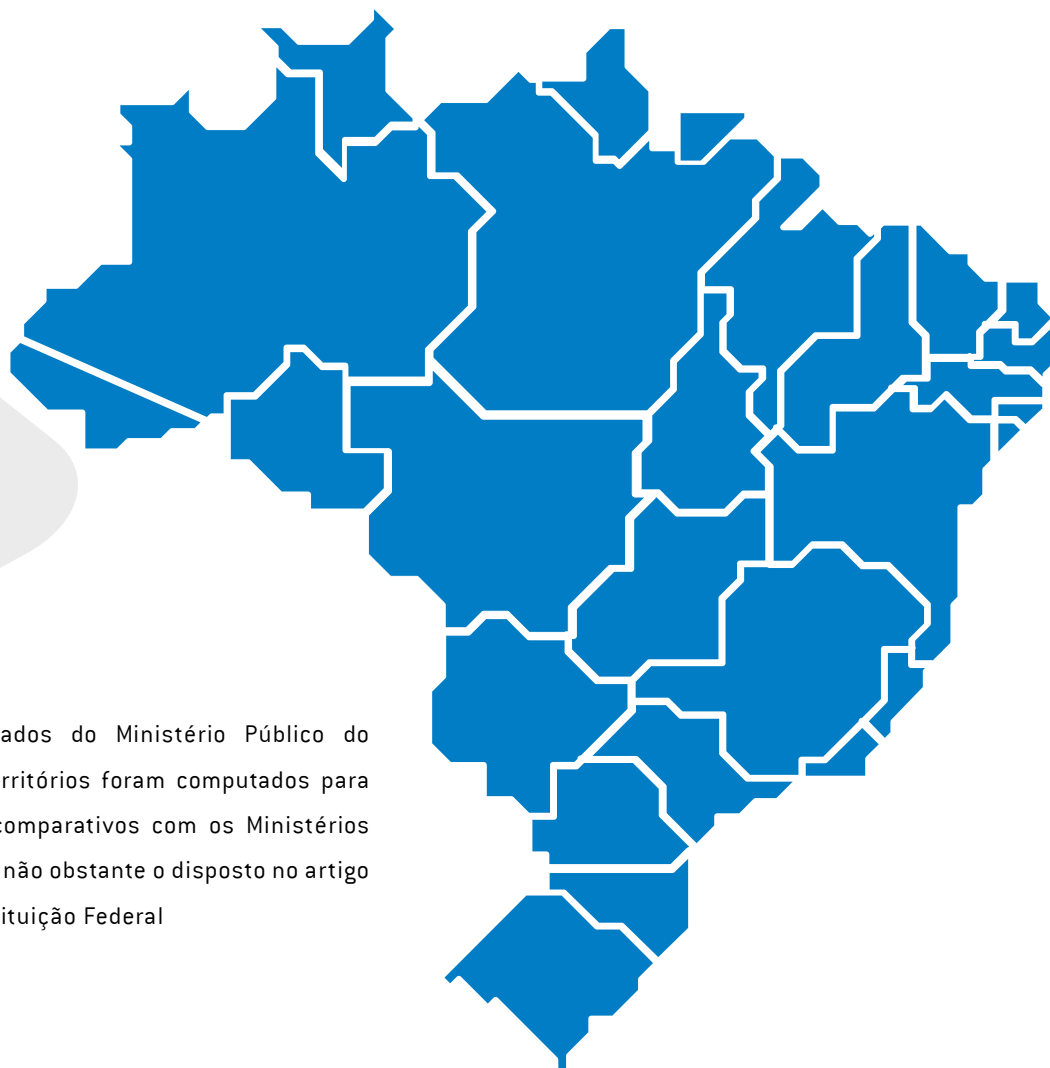 ados do Ministério Público do
erritórios foram computados para
comparativos com os Ministérios
não obstante o disposto no artigo
ituição Federal